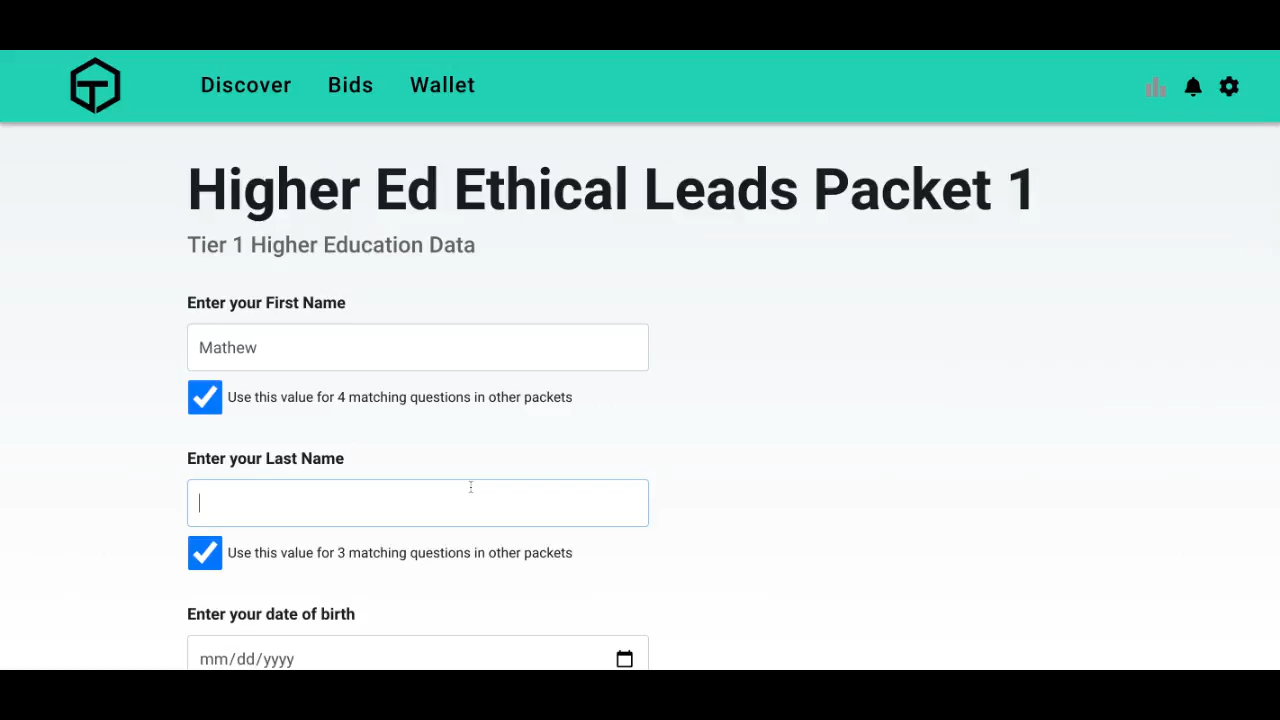 Discover Bids Wallet
Higher Ed Ethical Leads Packet 1
Tier 1 Higher Education Data
Enter your First Name
Mathew
Use this value for 4 matching questions in other packets
Enter your Last Name
Use this value for 3 matching questions in other packets
Enter your date of birth
mm/dd/yyyy